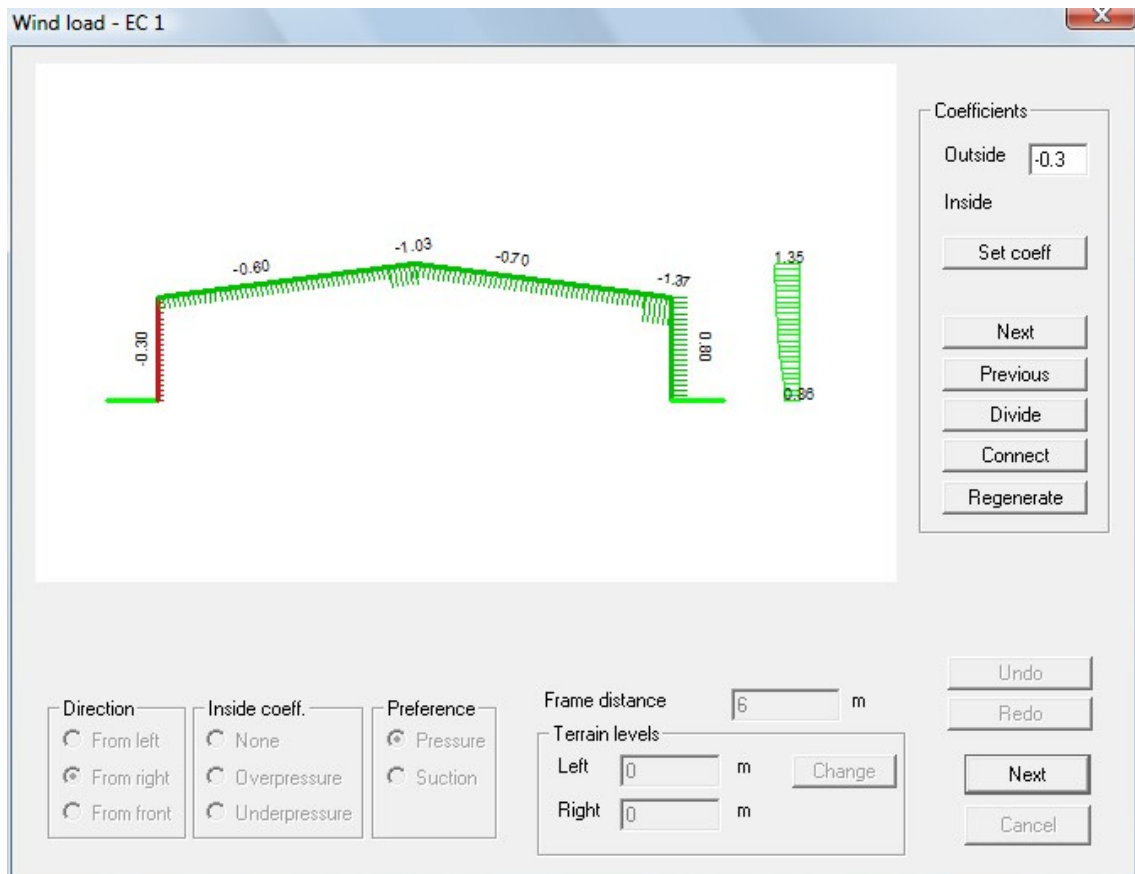 Wind load - EC 1
X
-0.60
-1.03
-0.70
-1.37
-0.30
0.80
1.35
0.86
Coefficients
Outside -0.3
Inside
Set coeff
Next
Previous
Divide
Connect
Regenerate
Direction
From left
From right
From front
Inside coeff.
None
Overpressure
Underpressure
Preference
Pressure
Suction
Frame distance 6 m
Terrain levels
Left 0 m Change
Right 0 m
Undo
Redo
Next
Cancel